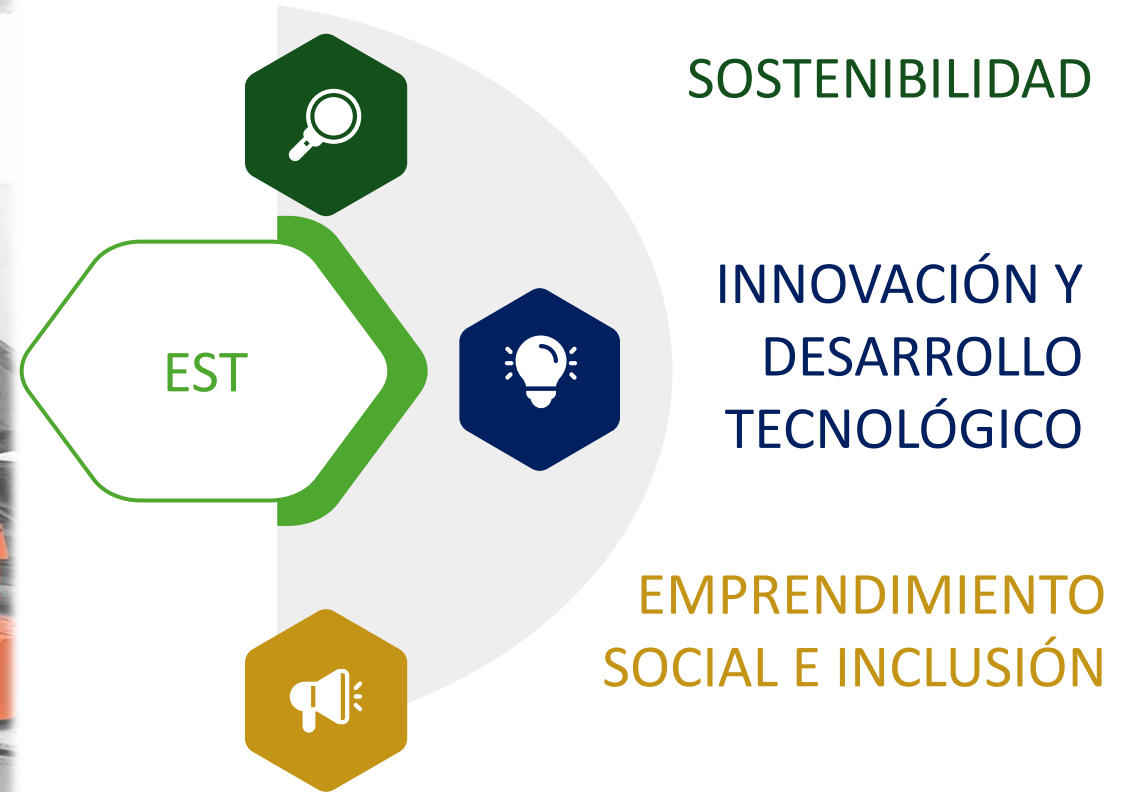 SOSTENIBILIDAD
INNOVACIÓN Y
DESARROLLO
TECNOLÓGICO
EST
EMPRENDIMIENTO
SOCIAL E INCLUSIÓN